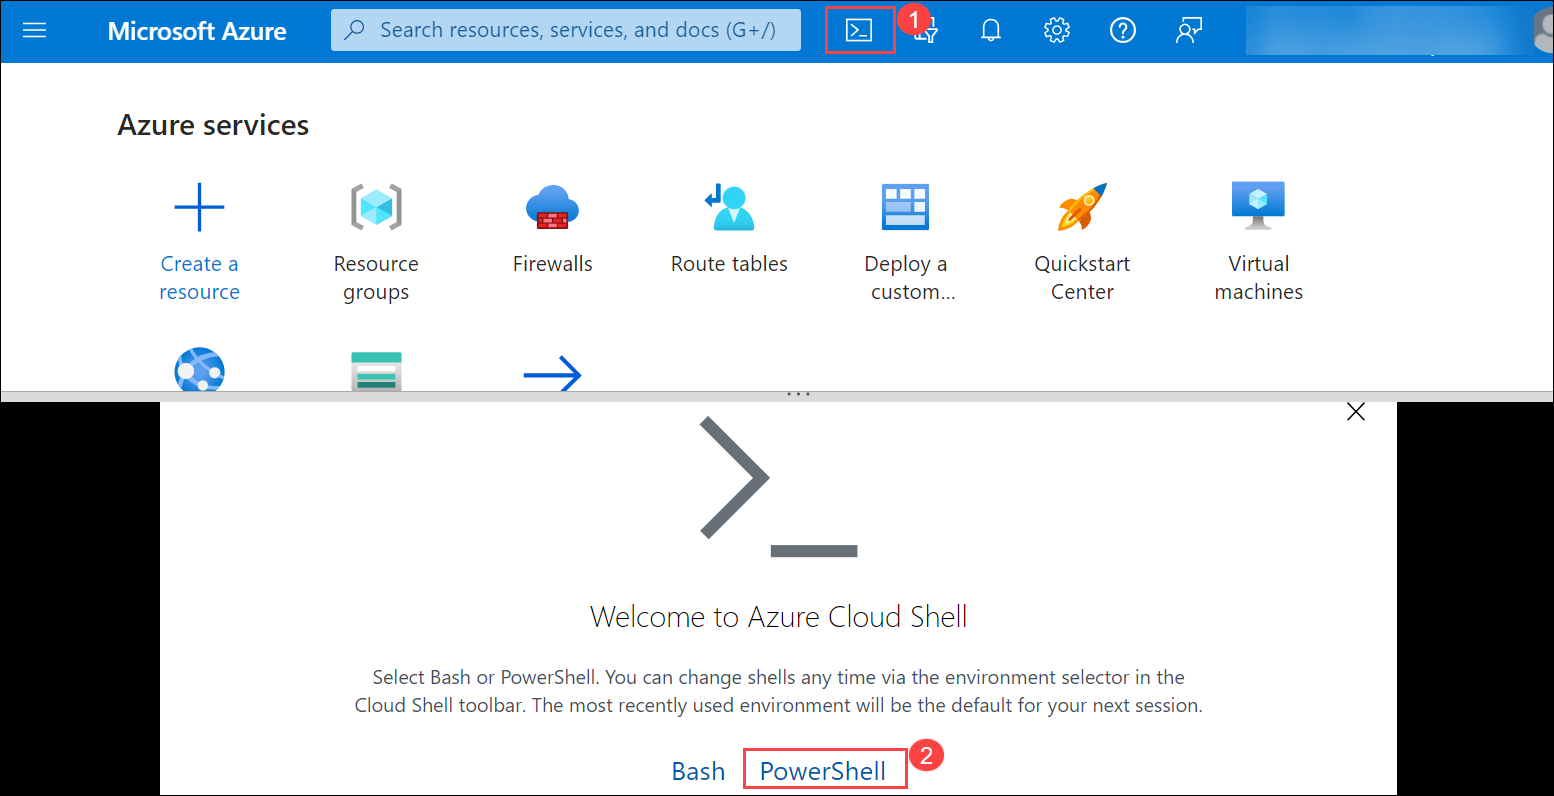 Microsoft Azure
Search resources, services, and docs (G+/)
1
Azure services
Create a
resource
Resource
groups
Firewalls
Route tables
Deploy a
custom...
Quickstart
Center
Virtual
machines
Welcome to Azure Cloud Shell
Select Bash or PowerShell. You can change shells any time via the environment selector in the
Cloud Shell toolbar. The most recently used environment will be the default for your next session.
Bash
PowerShell
2